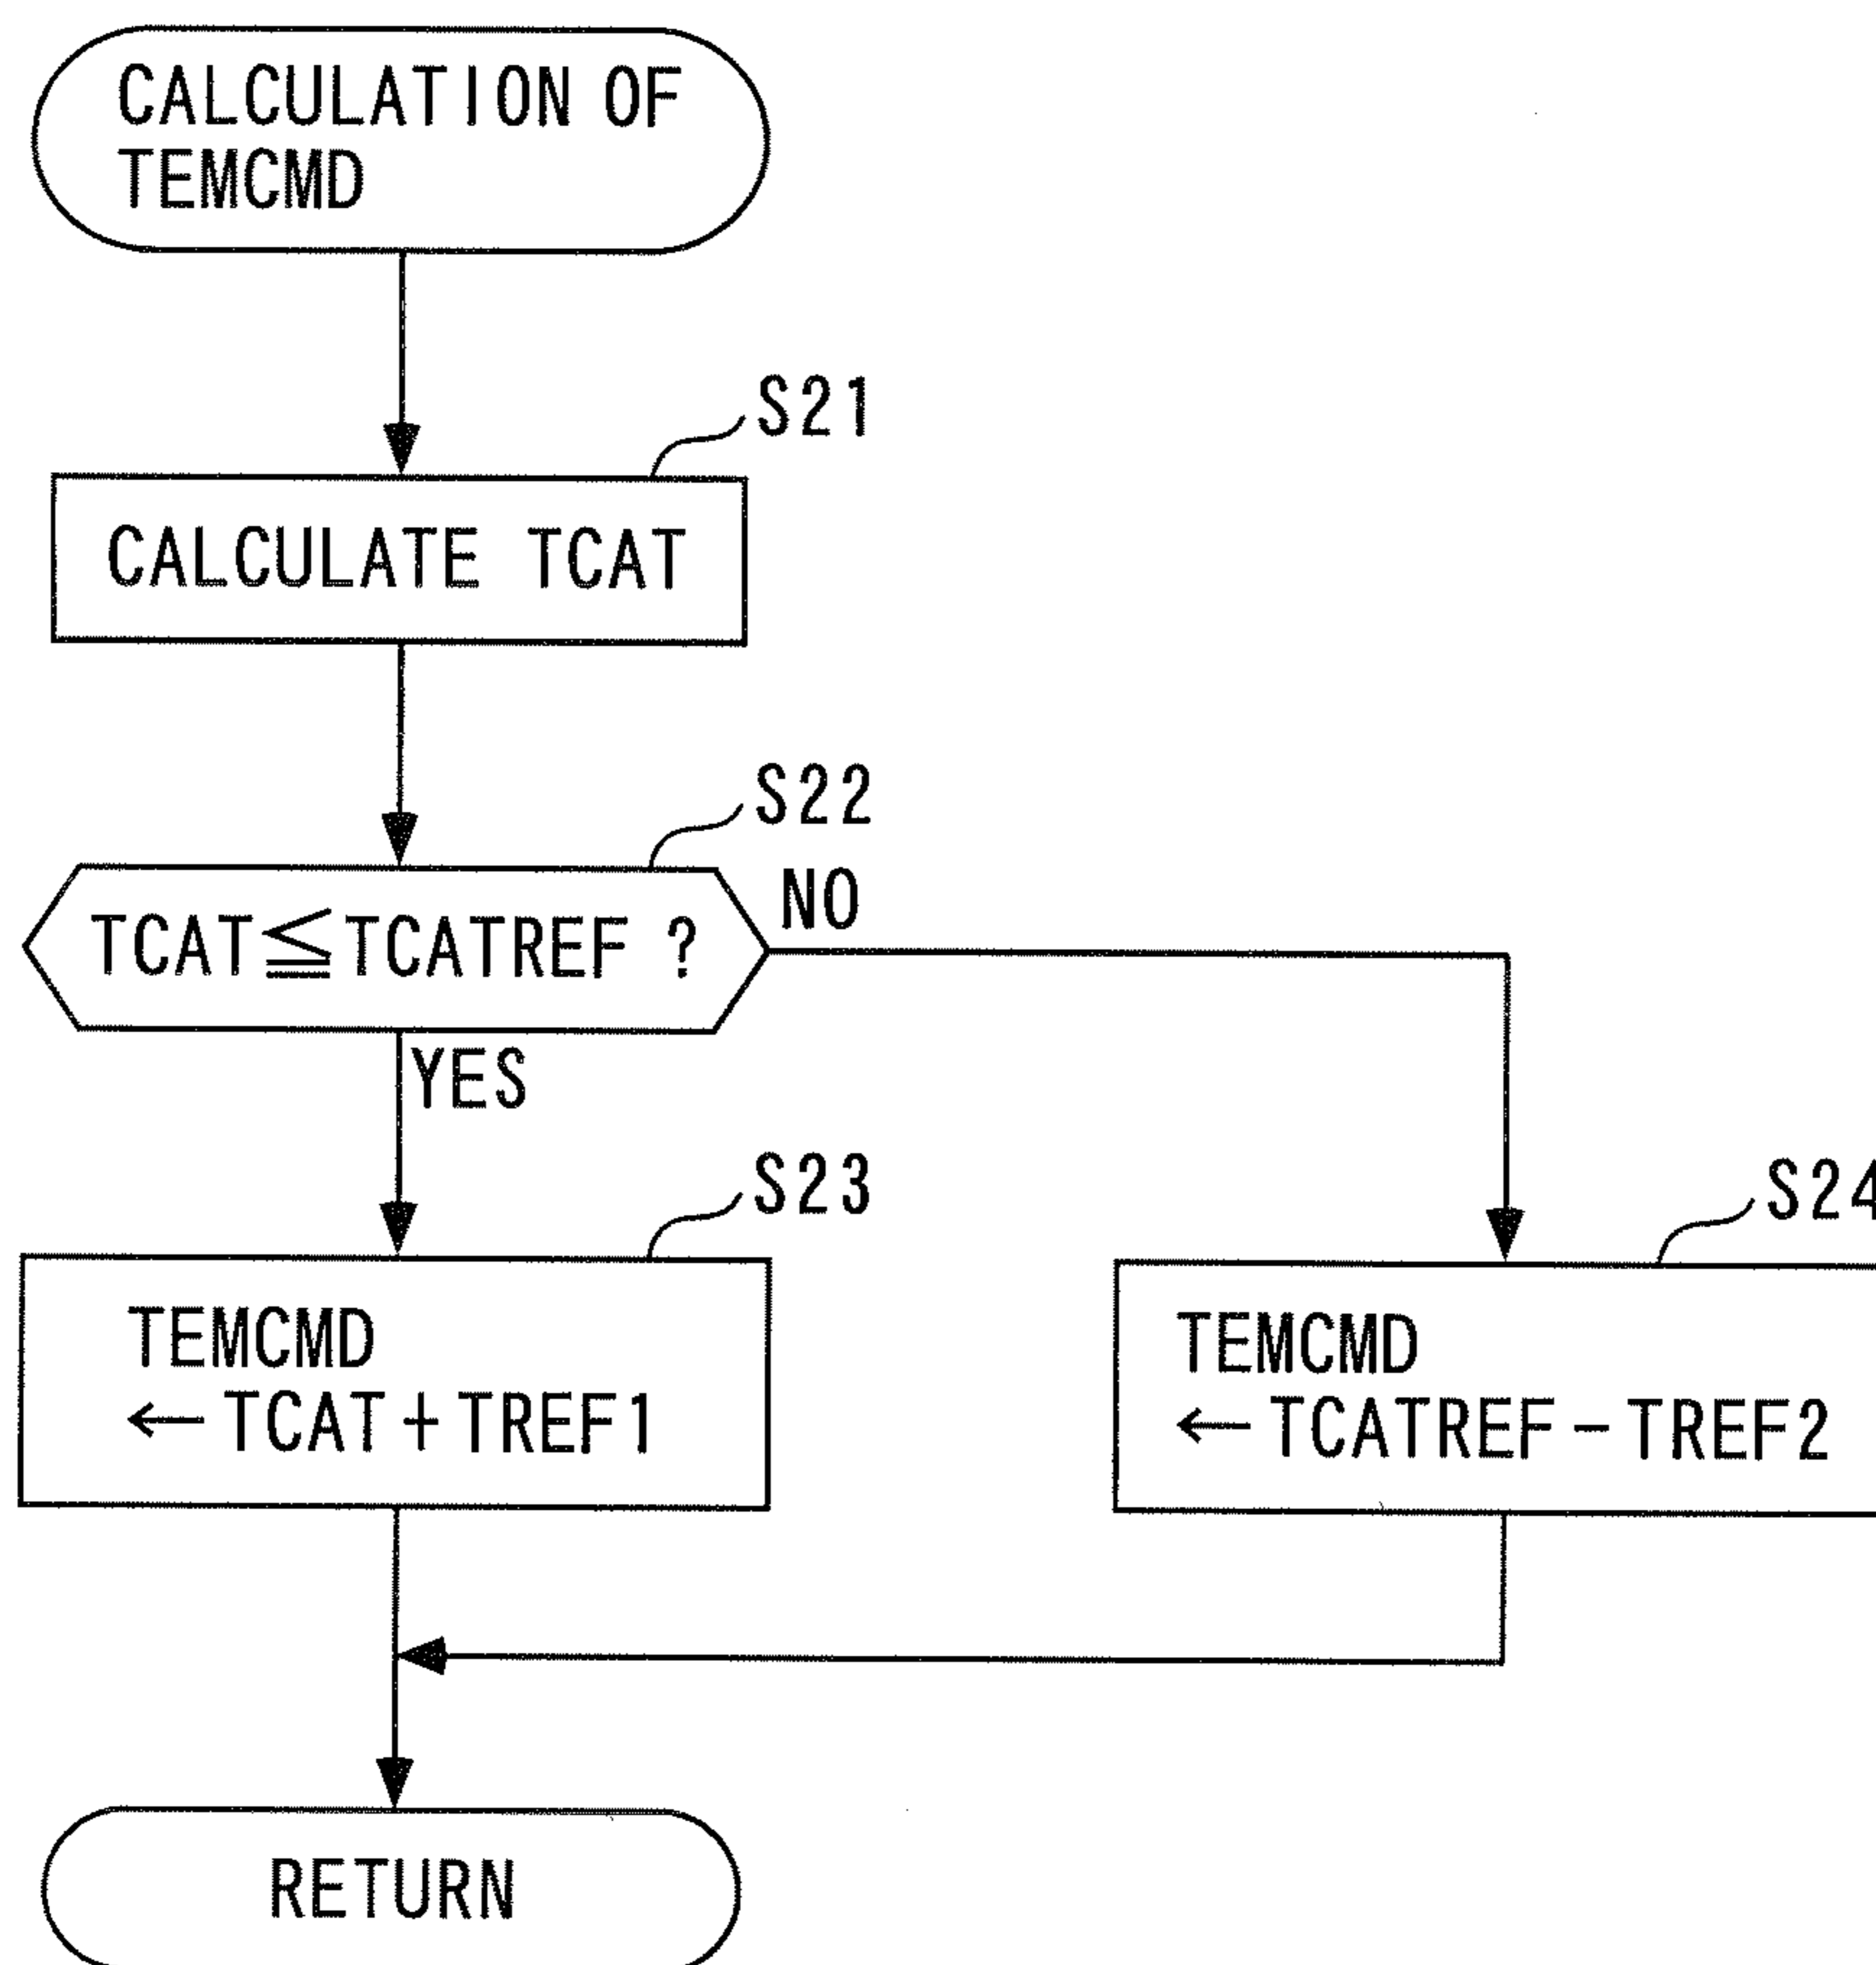 CALCULATION OF
TEMCMD
S21
CALCULATE TCAT
S22
TCAT≦TCATREF ?
NO
YES
S23
S24
TEMCMD
←TCAT+TREF1
TEMCMD
←TCATREF-TREF2
RETURN